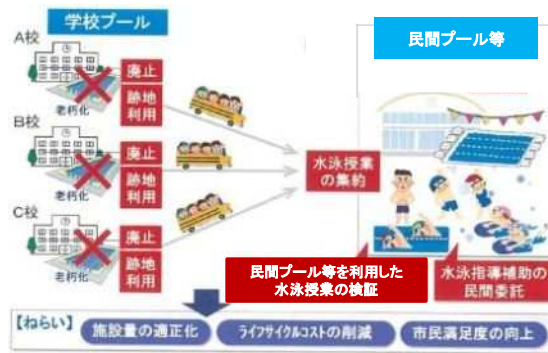 学校プール
民間プール等
A校
廃止
跡地
利用
老朽化
B校
廃止
跡地
利用
老朽化
C校
廃止
跡地
利用
老朽化
水泳授業
の集約
民間プール等を利用した
水泳授業の検証
水泳指導補助の
民間委託
【ねらい】
施設量の適正化
ライフサイクルコストの削減
市民満足度の向上